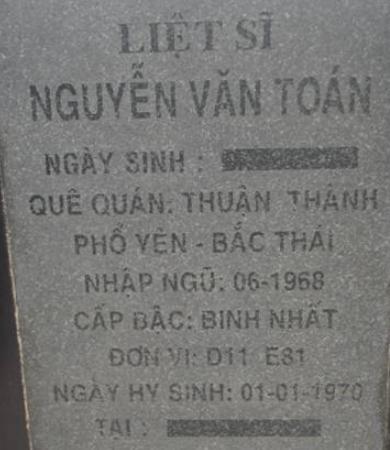 LIỆT SĨ
NGUYỄN VĂN TOÁN
NGÀY SINH :
QUÊ QUÁN: THUẬN THÀNH
PHỔ YÊN - BẮC THÁI
NHẬP NGŨ: 06-1968
CẤP BẬC: BINH NHẤT
ĐƠN VỊ: D11 E81
NGÀY HY SINH: 01-01-1970
TẠI :